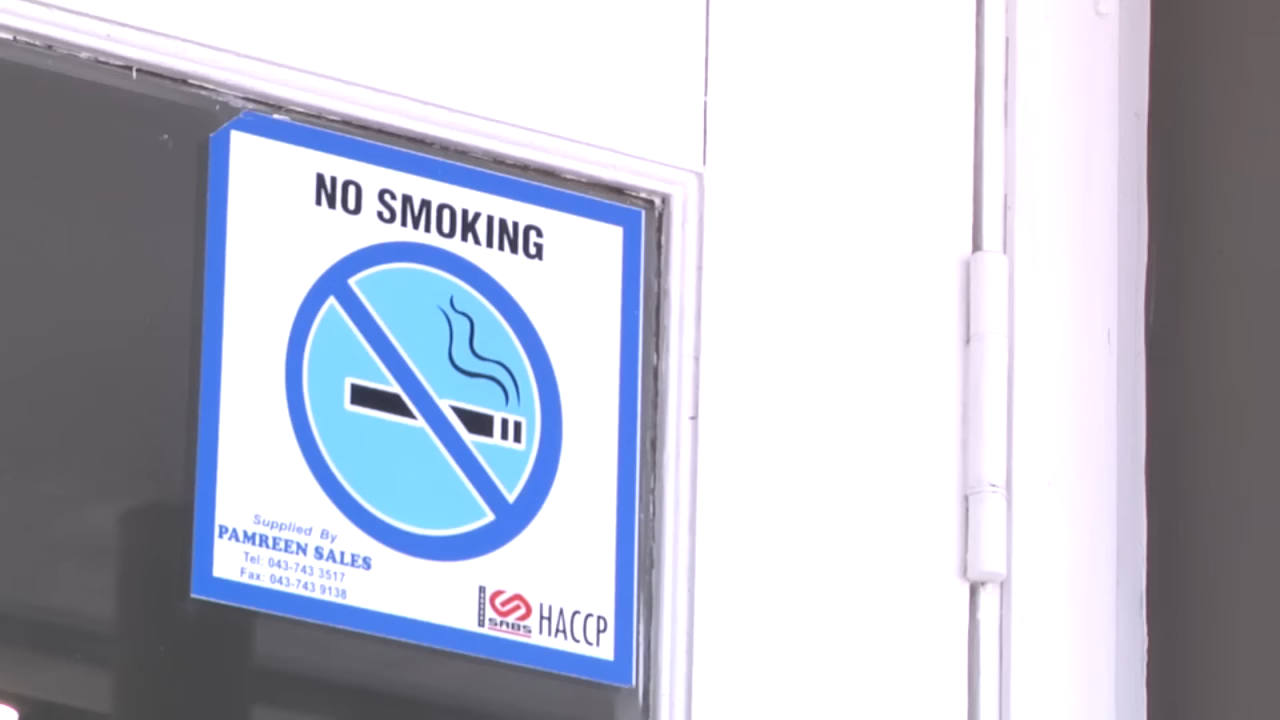 NO SMOKING
Supplied By
PAMREEN SALES
Tel: 043-743 3517
Fax: 043-743 9138
SABS
HACCP